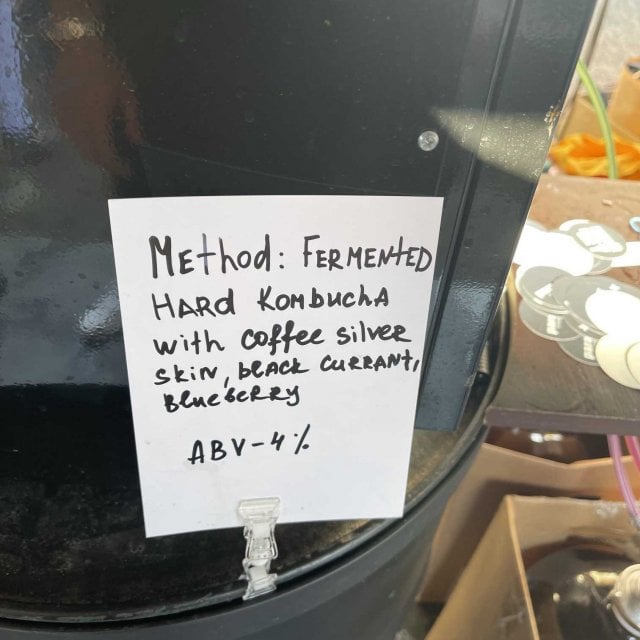 Method: FERMENTED
HARD KombuchA
with coffee silver
skin, bLACK CURRANT,
BLueBeRRy
ABV-4%